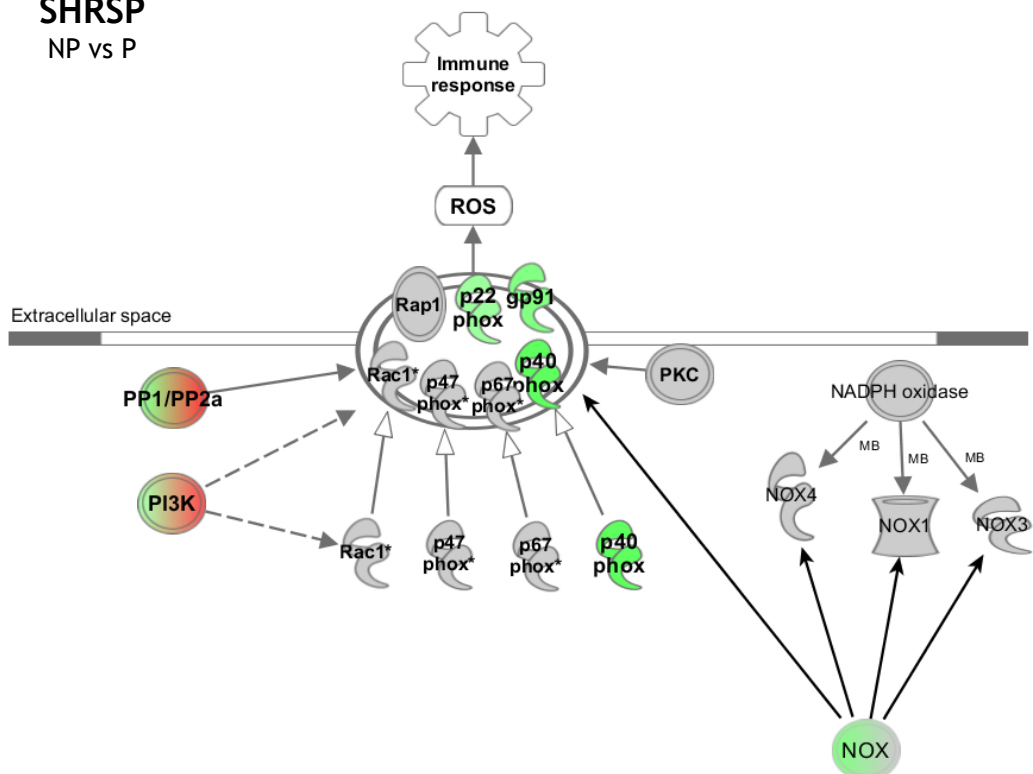 SHRSP
NP vs P
Immune
response
ROS
Extracellular space
Rap1
p22
phox
gp91
Rac1*
p47
phox*
p67
phox*
p40
phox
PKC
PP1/PP2a
NADPH oxidase
MB
MB
MB
PI3K
NOX4
NOX1
NOX3
Rac1*
p47
phox*
p67
phox*
p40
phox
NOX